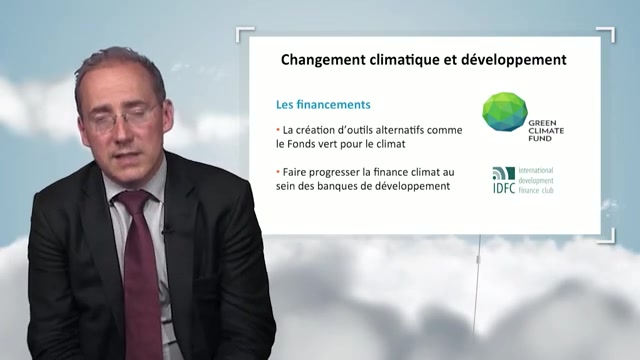 Changement climatique et développement
Les financements
• La création d'outils alternatifs comme
le Fonds vert pour le climat
• Faire progresser la finance climat au
sein des banques de développement
GREEN
CLIMATE
FUND
IDFC
international
development
finance club